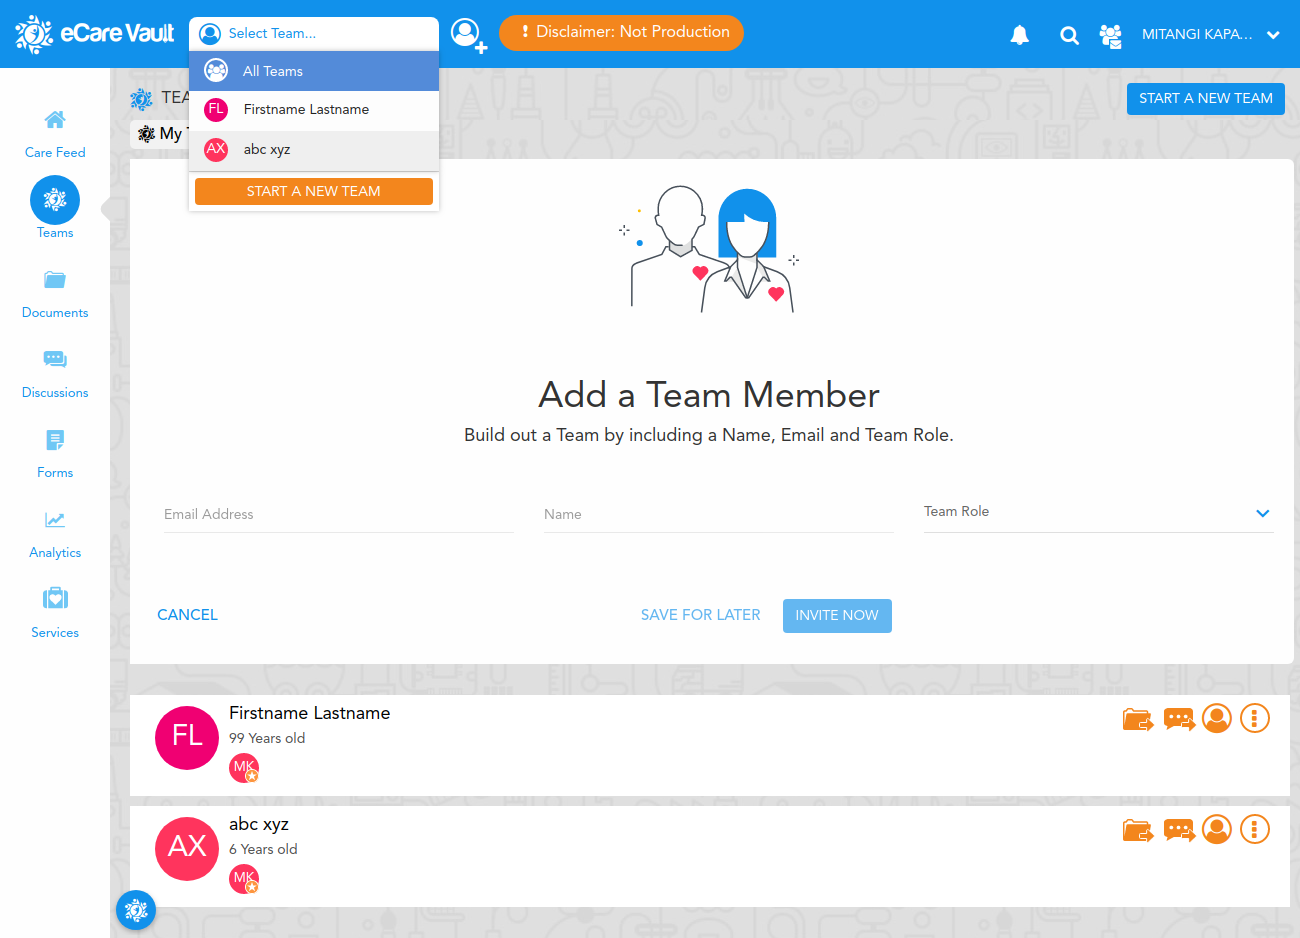 eCare Vault
Select Team...
! Disclaimer: Not Production
MITANGI KAPA...
All Teams
FL Firstname Lastname
AX abc xyz
START A NEW TEAM
TEA
My T
START A NEW TEAM
Care Feed
Teams
Documents
Discussions
Forms
Analytics
Services
Add a Team Member
Build out a Team by including a Name, Email and Team Role.
Email Address
Name
Team Role
CANCEL
SAVE FOR LATER
INVITE NOW
FL
Firstname Lastname
99 Years old
MK
AX
abc xyz
6 Years old
MK